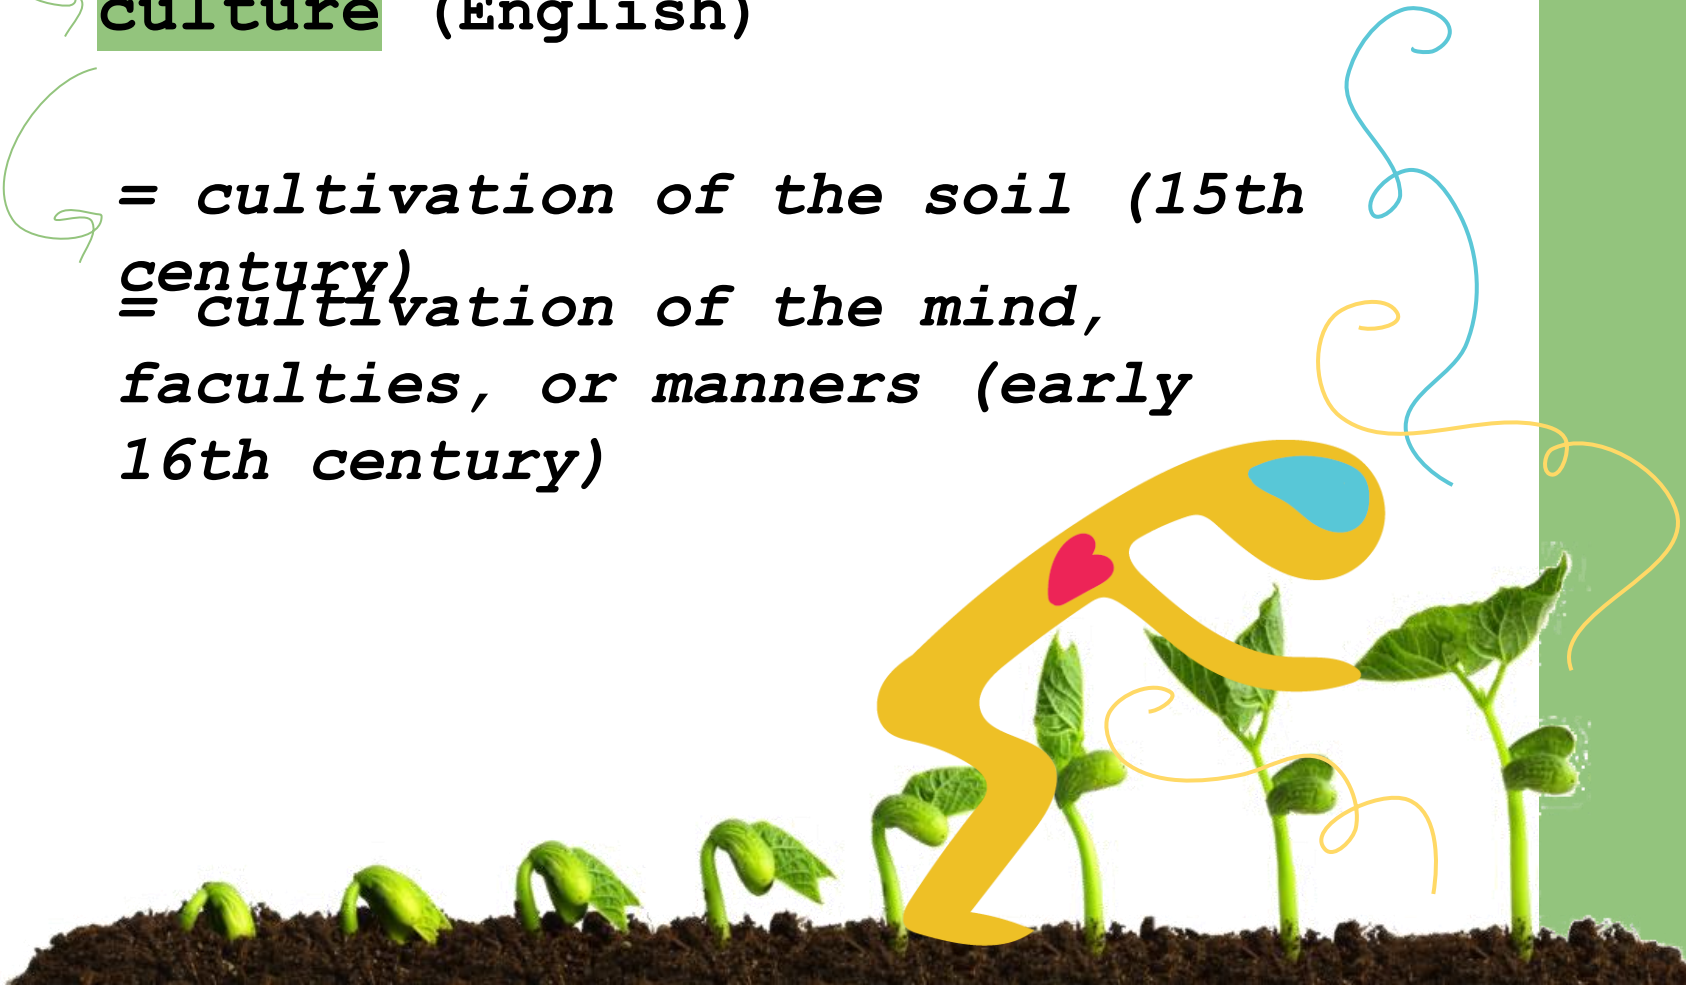 culture (English)
= cultivation of the soil (15th
century)
= cultivation of the mind,
faculties, or manners (early
16th century)